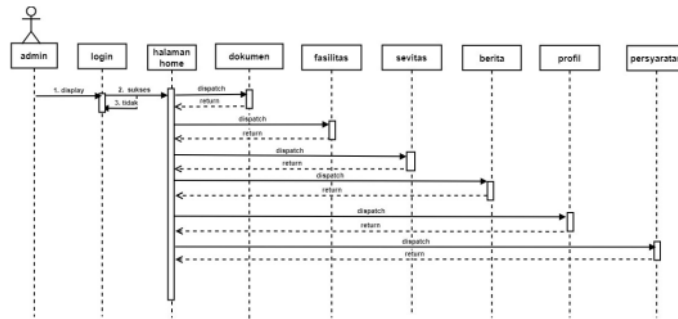 admin
login
halaman
home
dokumen
fasilitas
sevitas
berita
profil
persyaratan
1. display
2. sukses
3. tidak
dispatch
return
dispatch
return
dispatch
return
dispatch
return
dispatch
return
dispatch
return